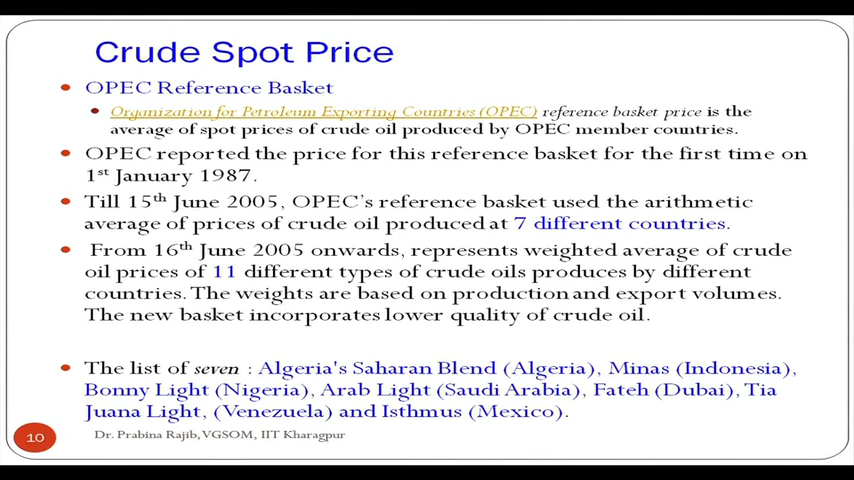 Crude Spot Price
OPEC Reference Basket
Organization for Petroleum Exporting Countries (OPEC) reference basket price is the
average of spot prices of crude oil produced by OPEC member countries.
OPEC reported the price for this reference basket for the first time on
1st January 1987.
Till 15th June 2005, OPEC's reference basket used the arithmetic
average of prices of crude oil produced at 7 different countries.
From 16th June 2005 onwards, represents weighted average of crude
oil prices of 11 different types of crude oils produces by different
countries. The weights are based on production and export volumes.
The new basket incorporates lower quality of crude oil.
The list of seven : Algeria's Saharan Blend (Algeria), Minas (Indonesia),
Bonny Light (Nigeria), Arab Light (Saudi Arabia), Fateh (Dubai), Tia
Juana Light, (Venezuela) and Isthmus (Mexico).
10 Dr. Prabina Rajib, VGSOM, IIT Kharagpur